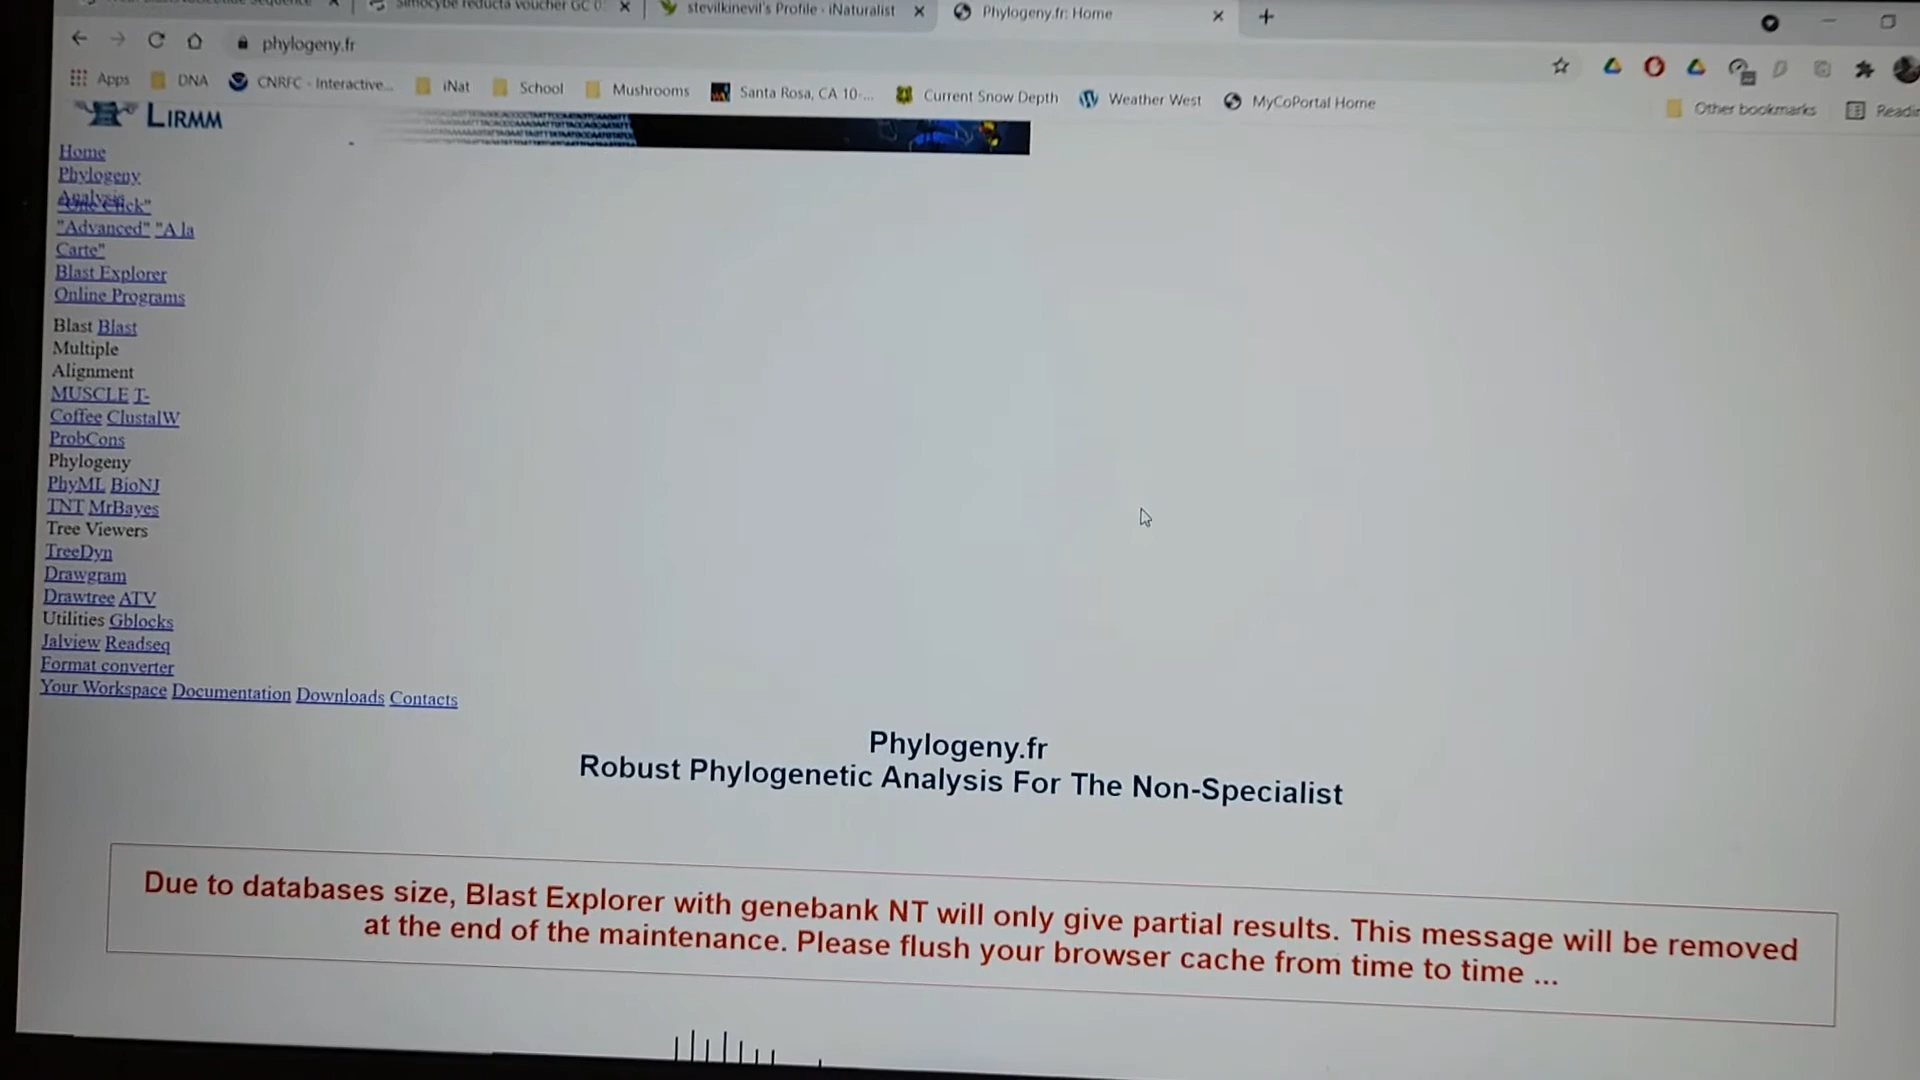 Simocybe reducta voucher GC 0
stevilkinevil's Profile · iNaturalist
Phylogeny.fr: Home
phylogeny.fr
Apps DNA CNRFC - Interactive... iNat School Mushrooms Santa Rosa, CA 10-... Current Snow Depth Weather West MyCoPortal Home Other bookmarks Readin
LIRMM
Home
Phylogeny
Analysis
"One Click"
"Advanced" "A la
Carte"
Blast Explorer
Online Programs
Blast Blast
Multiple
Alignment
MUSCLE T-
Coffee ClustalW
ProbCons
Phylogeny
PhyML BioNJ
TNT MrBayes
Tree Viewers
TreeDyn
Drawgram
Drawtree ATV
Utilities Gblocks
Jalview Readseq
Format converter
Your Workspace Documentation Downloads Contacts
Phylogeny.fr
Robust Phylogenetic Analysis For The Non-Specialist
Due to databases size, Blast Explorer with genebank NT will only give partial results. This message will be removed
at the end of the maintenance. Please flush your browser cache from time to time ...